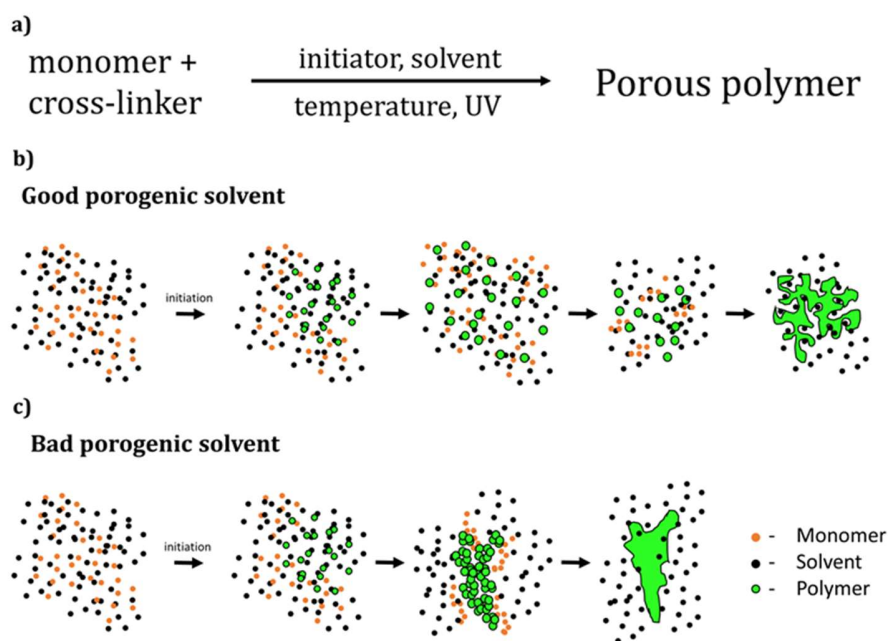 a)
monomer +
cross-linker
initiator, solvent
temperature, UV
Porous polymer
b)
Good porogenic solvent
initiation
c)
Bad porogenic solvent
initiation
- Monomer
- Solvent
- Polymer